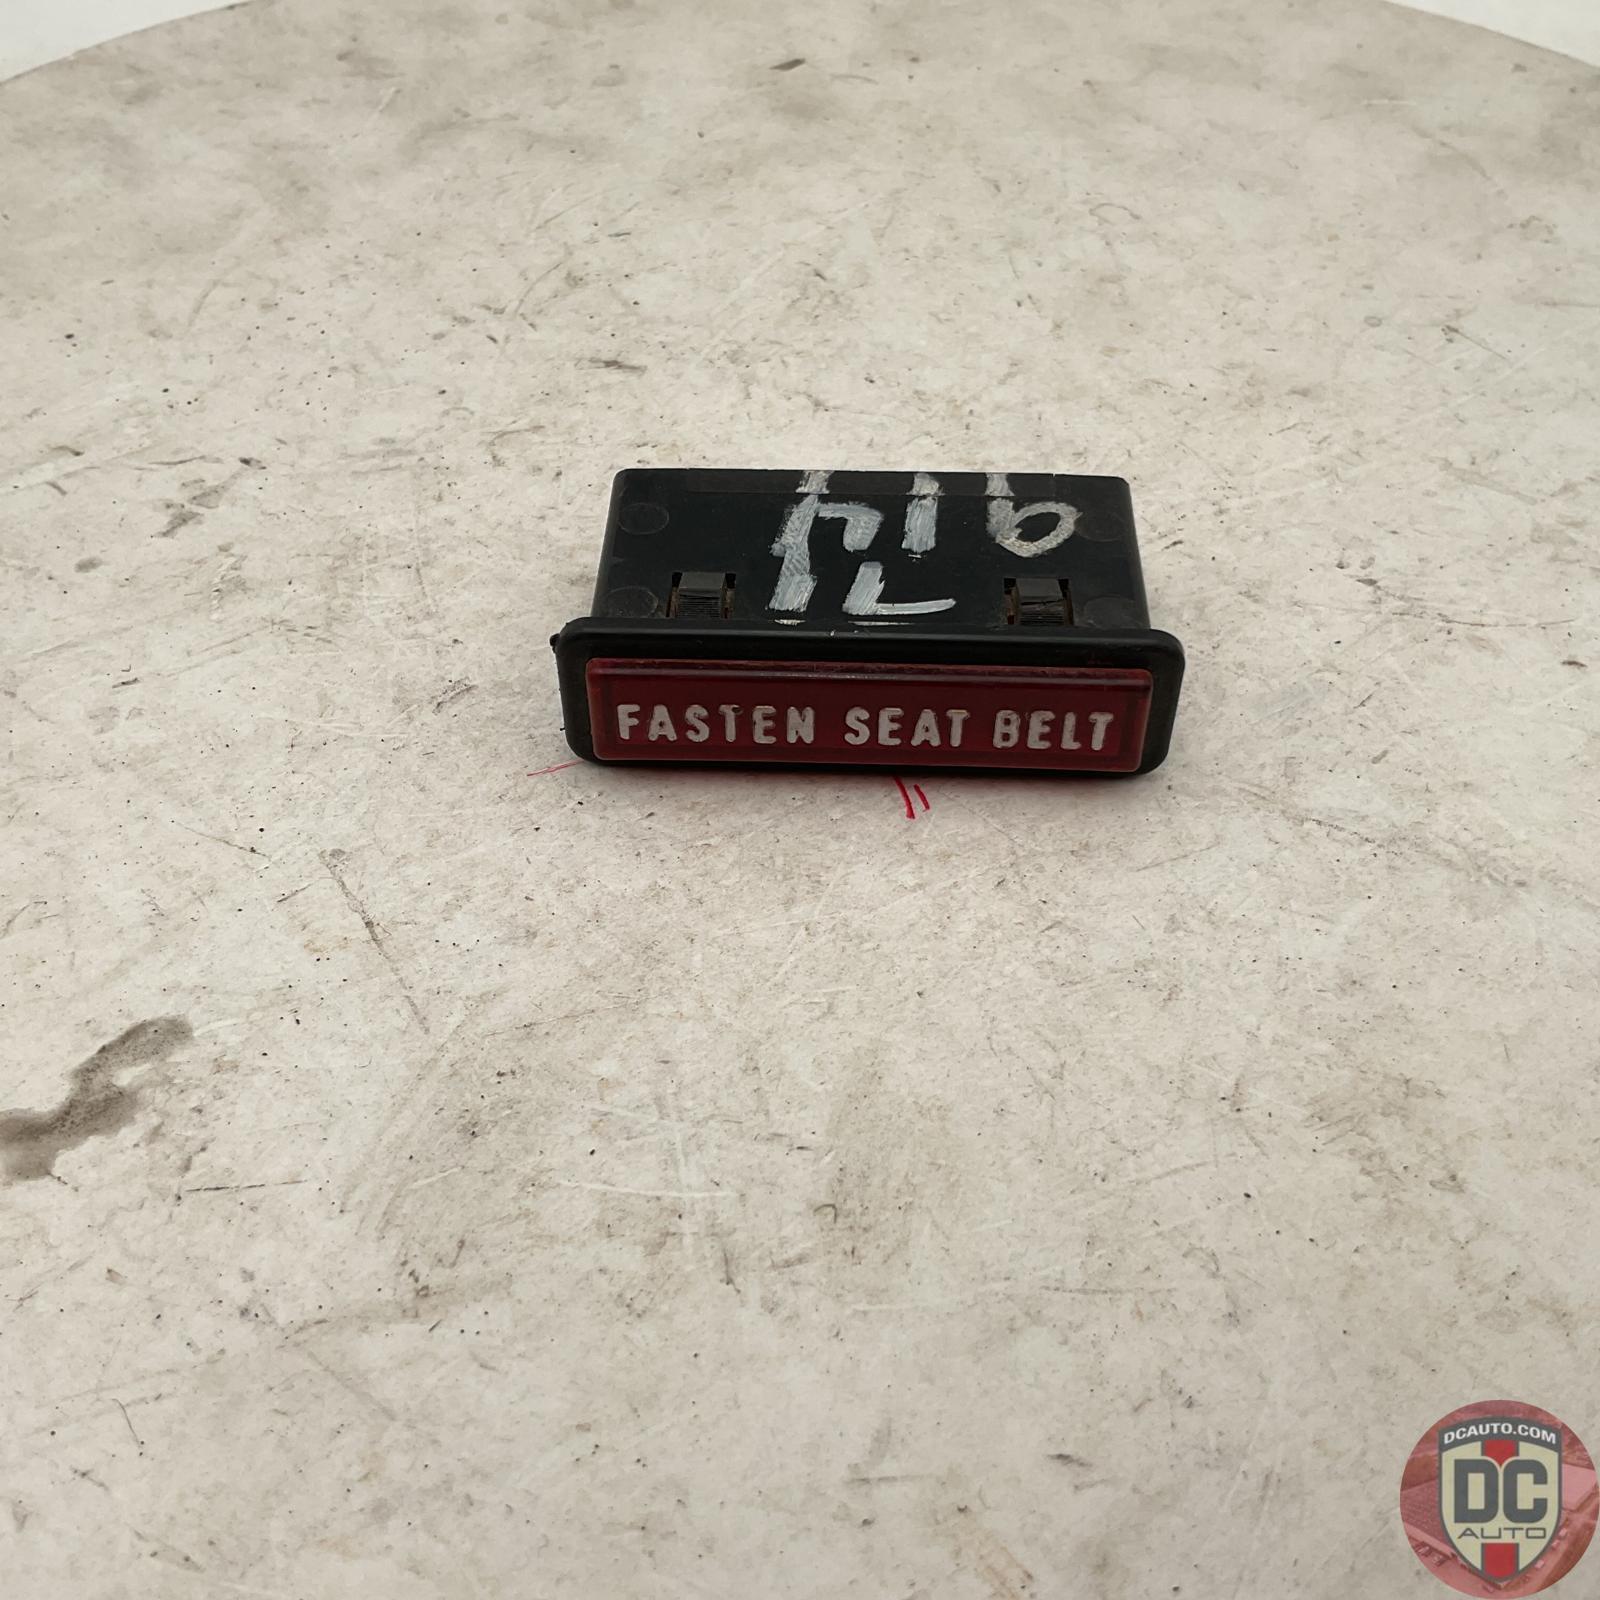 FASTEN SEAT BELT
DCAUTO.COM
DC
AUTO